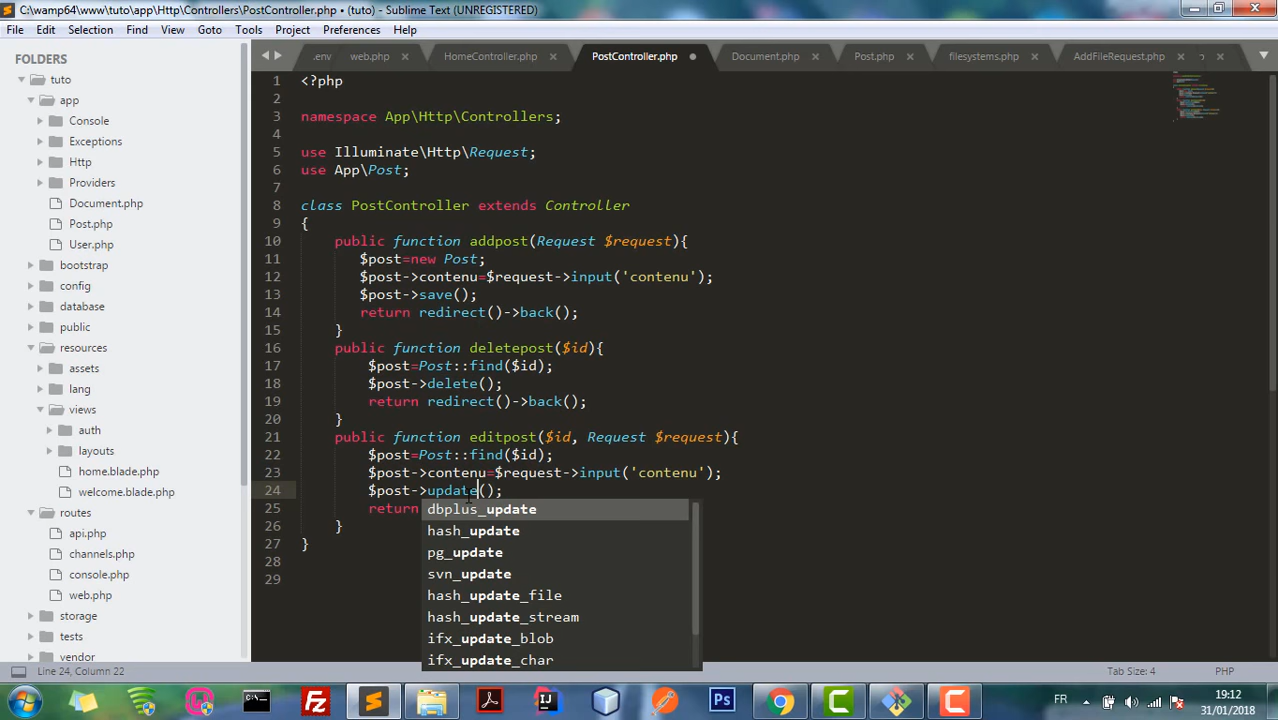 C:\wamp64\www\tuto\app\Http\Controllers\PostController.php • (tuto) - Sublime Text (UNREGISTERED)
File Edit Selection Find View Goto Tools Project Preferences Help
FOLDERS
tuto
app
Console
Exceptions
Http
Providers
Document.php
Post.php
User.php
bootstrap
config
database
public
resources
assets
lang
views
auth
layouts
home.blade.php
welcome.blade.php
routes
api.php
channels.php
console.php
web.php
storage
tests
vendor
.env web.php × HomeController.php × PostController.php • Document.php × Post.php × filesystems.php × AddFileRequest.php × ×
1 <?php
2
3 namespace App\Http\Controllers;
4
5 use Illuminate\Http\Request;
6 use App\Post;
7
8 class PostController extends Controller
9 {
10 public function addpost(Request $request){
11 $post=new Post;
12 $post->contenu=$request->input('contenu');
13 $post->save();
14 return redirect()->back();
15 }
16 public function deletepost($id){
17 $post=Post::find($id);
18 $post->delete();
19 return redirect()->back();
20 }
21 public function editpost($id, Request $request){
22 $post=Post::find($id);
23 $post->contenu=$request->input('contenu');
24 $post->update();
25 return
26 }
27 }
28
29
dbplus_update
hash_update
pg_update
svn_update
hash_update_file
hash_update_stream
ifx_update_blob
ifx_update_char
Line 24, Column 22 Tab Size: 4 PHP
Ps
FR 19:12
31/01/2018